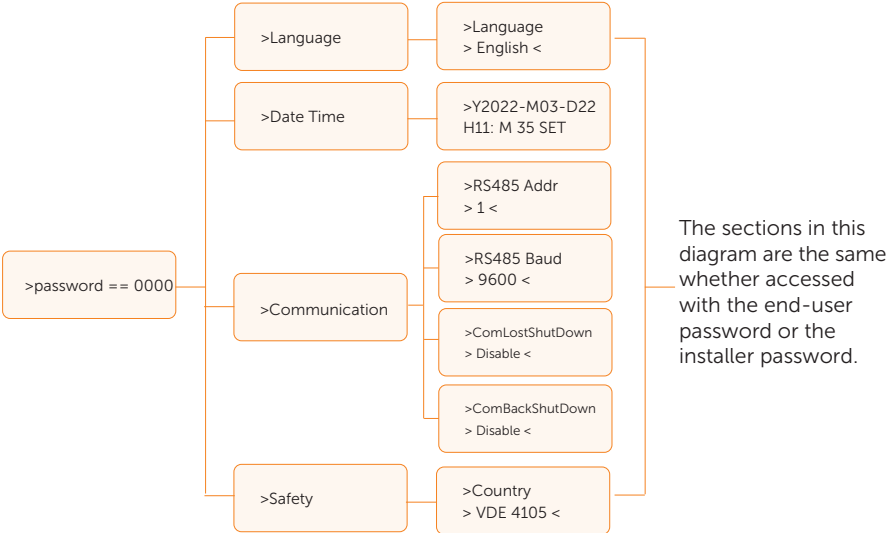 >password == 0000
>Language
>Language
> English <
>Date Time
>Y2022-M03-D22
H11: M 35 SET
>Communication
>RS485 Addr
> 1 <
>RS485 Baud
> 9600 <
>ComLostShutDown
> Disable <
>ComBackShutDown
> Disable <
>Safety
>Country
> VDE 4105 <
The sections in this
diagram are the same
whether accessed
with the end-user
password or the
installer password.